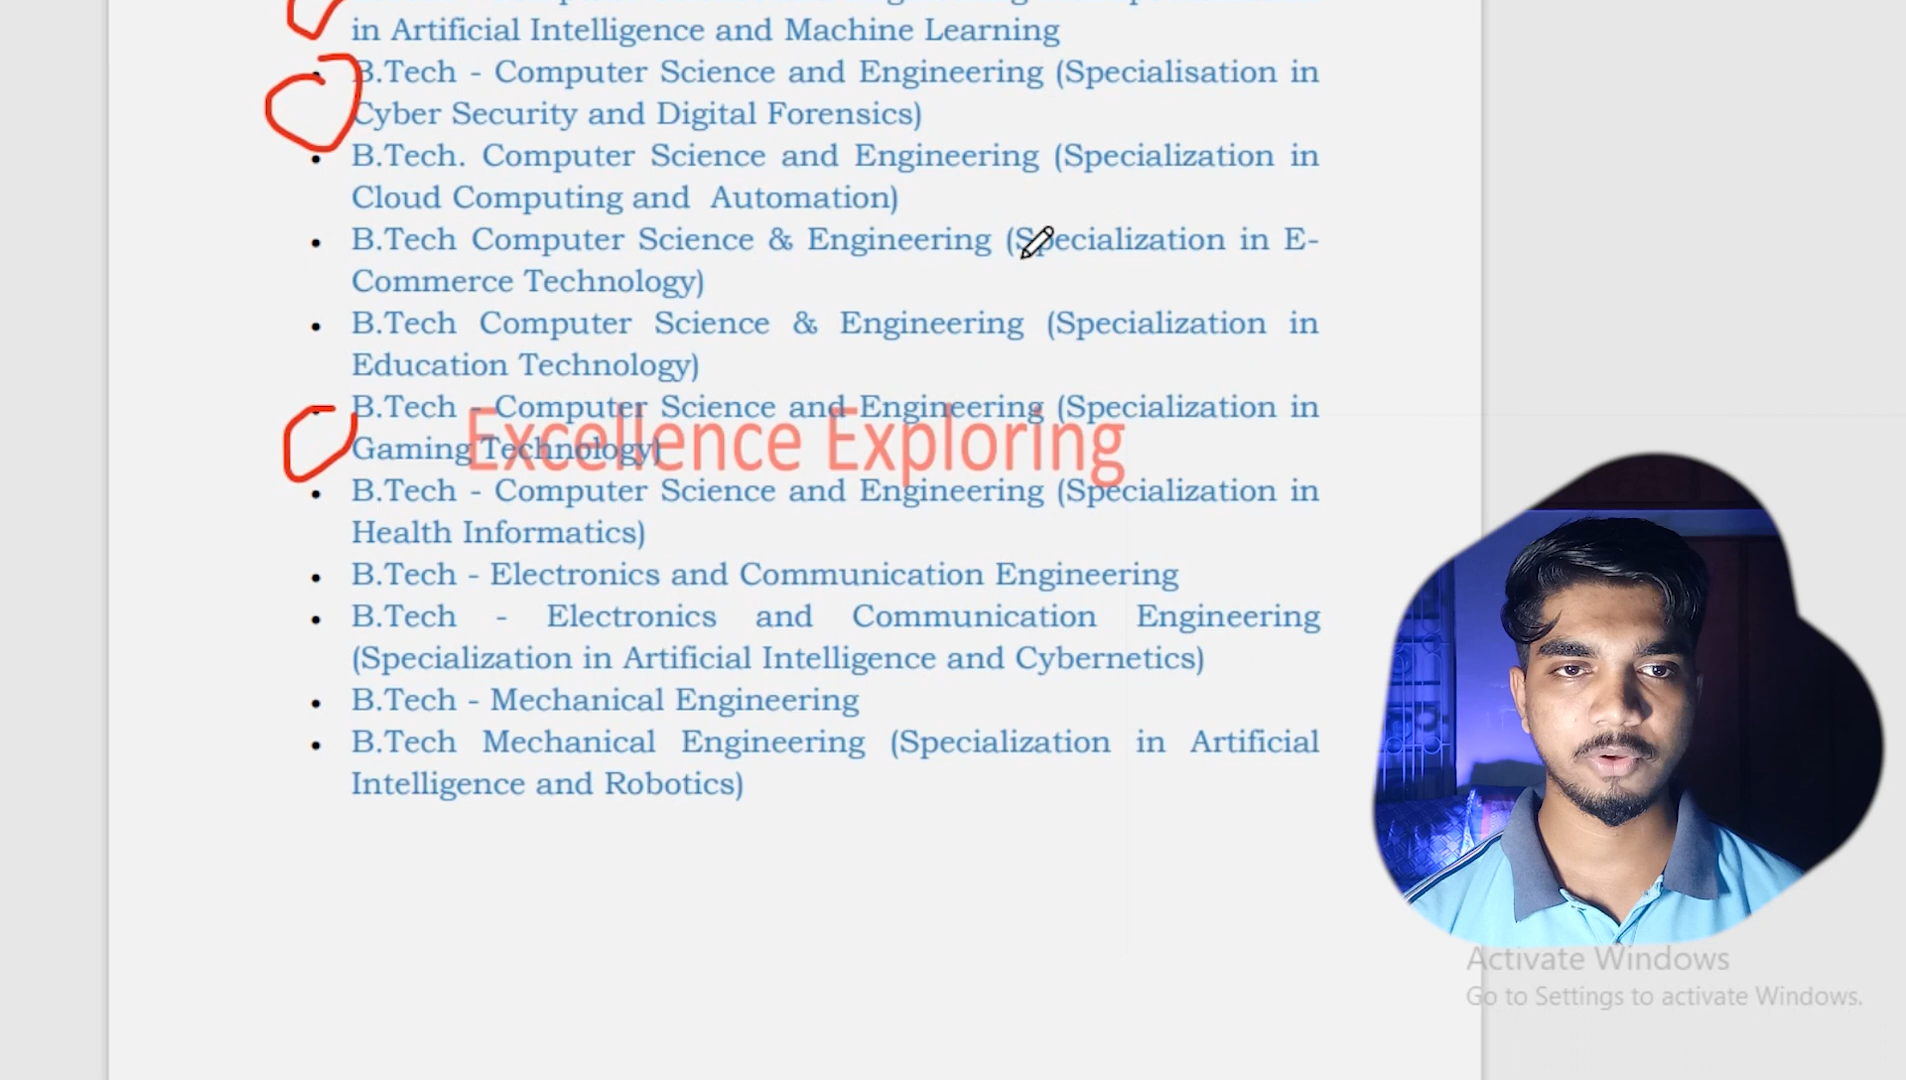 in Artificial Intelligence and Machine Learning
B.Tech - Computer Science and Engineering (Specialisation in
Cyber Security and Digital Forensics)
B.Tech. Computer Science and Engineering (Specialization in
Cloud Computing and Automation)
B.Tech Computer Science & Engineering (Specialization in E-
Commerce Technology)
B.Tech Computer Science & Engineering (Specialization in
Education Technology)
B.Tech - Computer Science and Engineering (Specialization in
Gaming Technology)
Excellence Exploring
B.Tech - Computer Science and Engineering (Specialization in
Health Informatics)
B.Tech - Electronics and Communication Engineering
B.Tech - Electronics and Communication Engineering
(Specialization in Artificial Intelligence and Cybernetics)
B.Tech - Mechanical Engineering
B.Tech Mechanical Engineering (Specialization in Artificial
Intelligence and Robotics)
Activate Windows
Go to Settings to activate Windows.